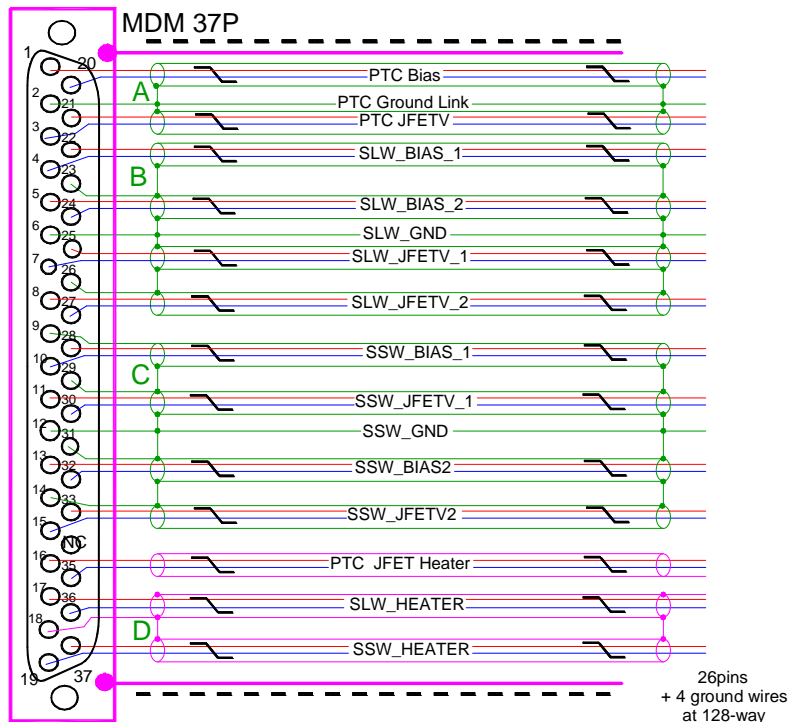 MDM 37P
1
20
PTC Bias
2
A
21
PTC Ground Link
3
22
PTC JFETV
4
SLW_BIAS_1
23
B
5
24
SLW_BIAS_2
6
25
SLW_GND
7
SLW_JFETV_1
26
8
27
SLW_JFETV_2
9
28
10
SSW_BIAS_1
29
C
11
30
SSW_JFETV_1
12
31
SSW_GND
13
32
SSW_BIAS2
14
33
15
SSW_JFETV2
NC
16
35
PTC JFET Heater
17
36
SLW_HEATER
18
D
SSW_HEATER
19
37
26pins
+ 4 ground wires
at 128-way